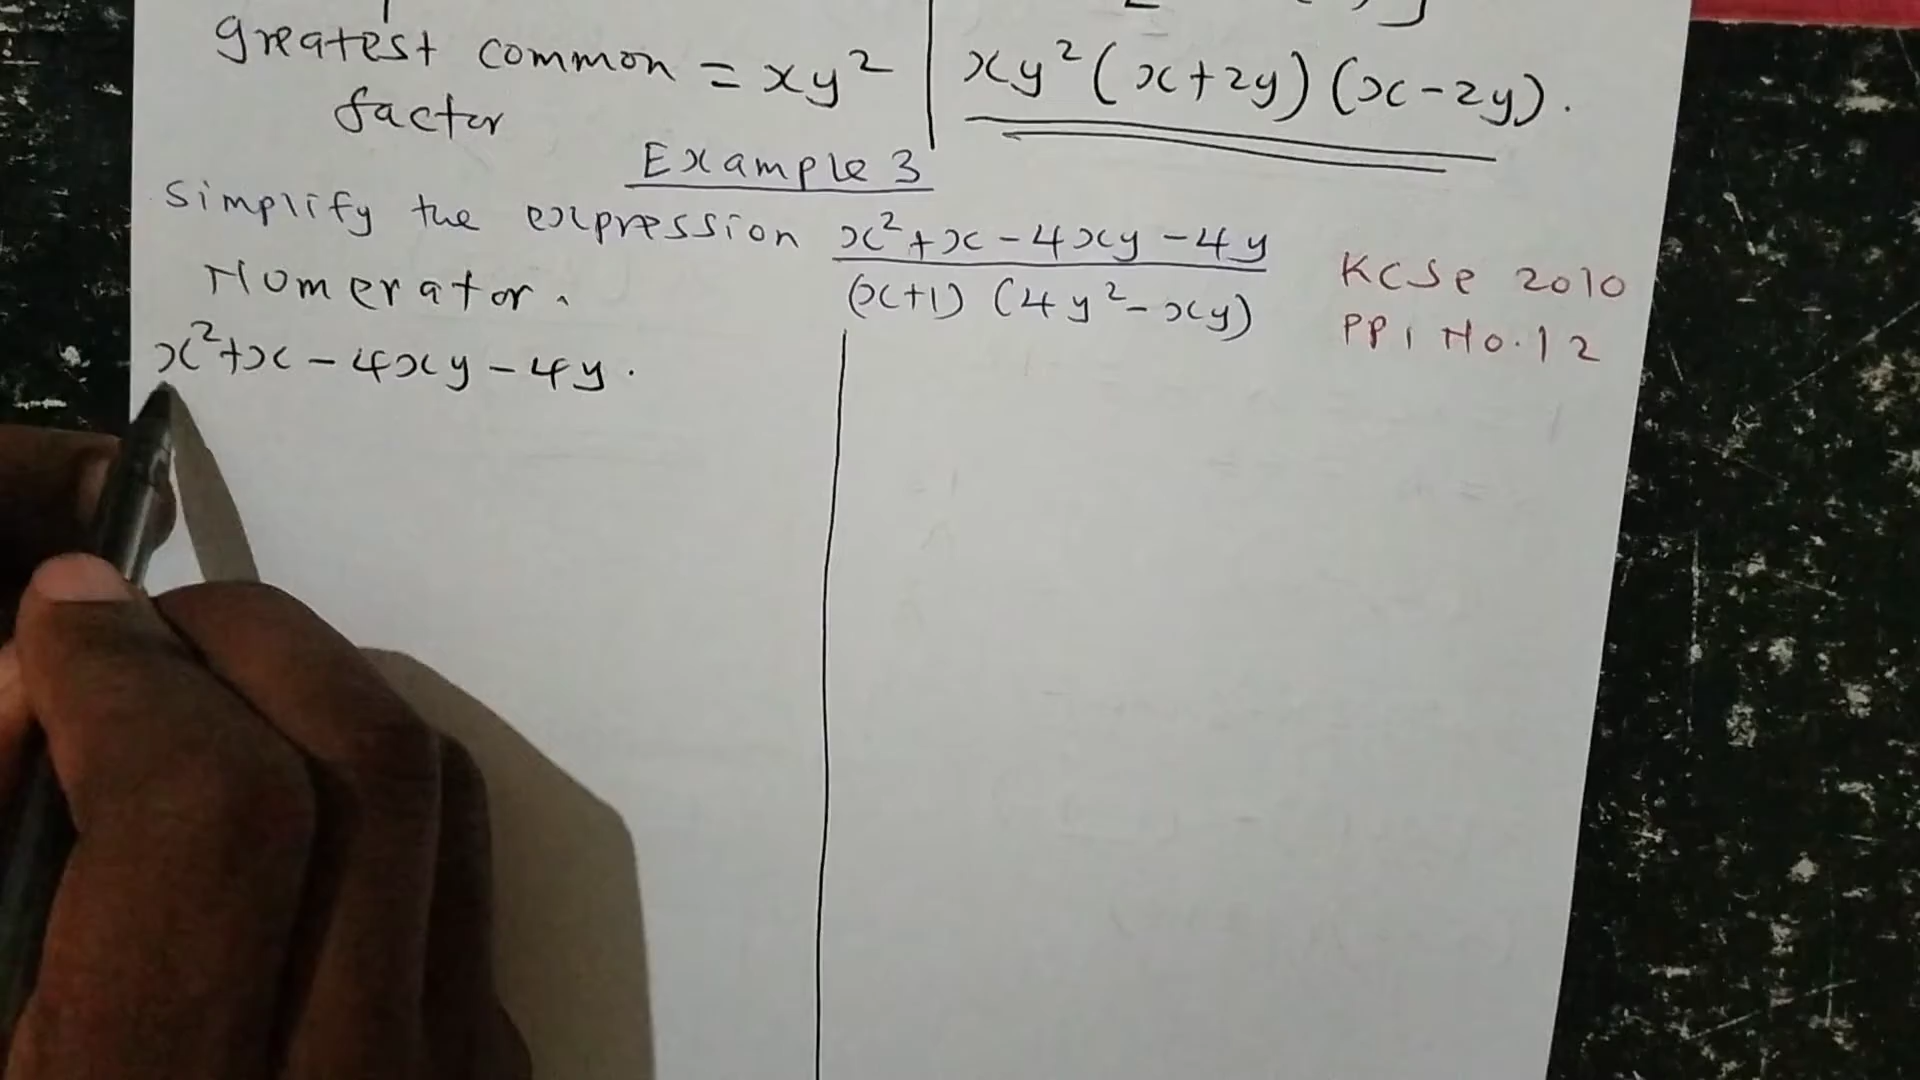 greatest common = xy²
factor
xy²(x+2y)(x-2y).
Example 3
Simplify the expression x²+x-4xy-4y
(x+1) (4y²-xy)
KCSe 2010
PP1 No.12
Numerator.
x²+x-4xy-4y.